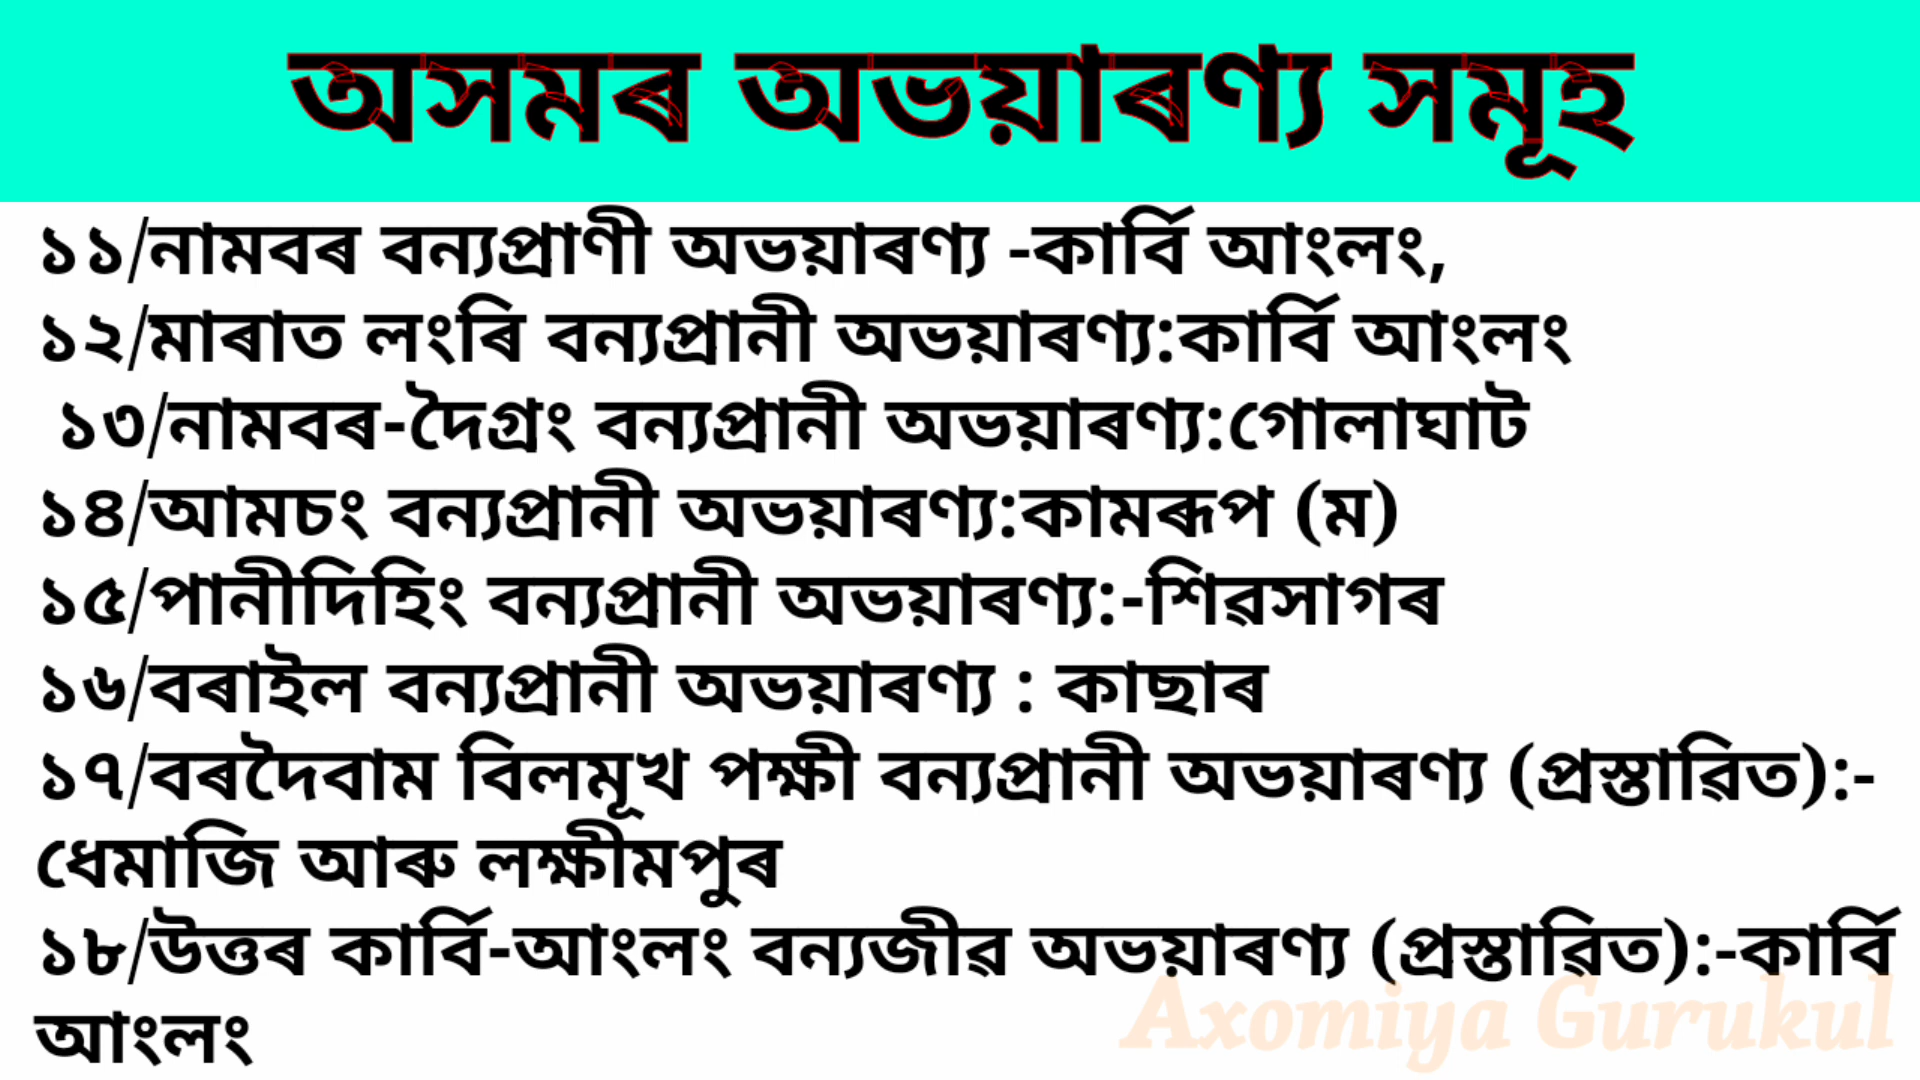 অসমৰ অভয়াৰণ্য সমূহ
১১/নামবৰ বন্যপ্ৰাণী অভয়াৰণ্য -কাৰ্বি আংলং,
১২/মাৰাত লংৰি বন্যপ্ৰানী অভয়াৰণ্য:কাৰ্বি আংলং
১৩/নামবৰ-দৈগ্ৰং বন্যপ্ৰানী অভয়াৰণ্য:গোলাঘাট
১৪/আমচং বন্যপ্ৰানী অভয়াৰণ্য:কামৰূপ (ম)
১৫/পানীদিহিং বন্যপ্ৰানী অভয়াৰণ্য:-শিৱসাগৰ
১৬/বৰাইল বন্যপ্ৰানী অভয়াৰণ্য : কাছাৰ
১৭/বৰদৈবাম বিলমূখ পক্ষী বন্যপ্ৰানী অভয়াৰণ্য (প্ৰস্তাৱিত):-
ধেমাজি আৰু লক্ষীমপুৰ
১৮/উত্তৰ কাৰ্বি-আংলং বন্যজীৱ অভয়াৰণ্য (প্ৰস্তাৱিত):-কাৰ্বি
আংলং
Axomiya Gurukul